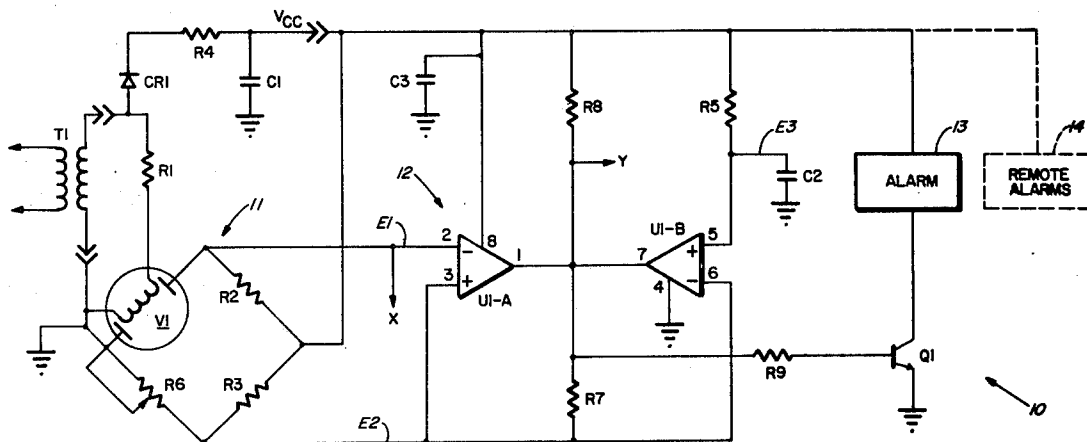 VCC
R4
CR1
C1
C3
R8
R5
E3
13
14
T1
R1
Y
C2
ALARM
REMOTE
ALARMS
11
12
U1-B
E1
2
8
1
7
5
3
4
6
U1-A
R2
X
V1
R6
R3
R9
Q1
R7
E2
10